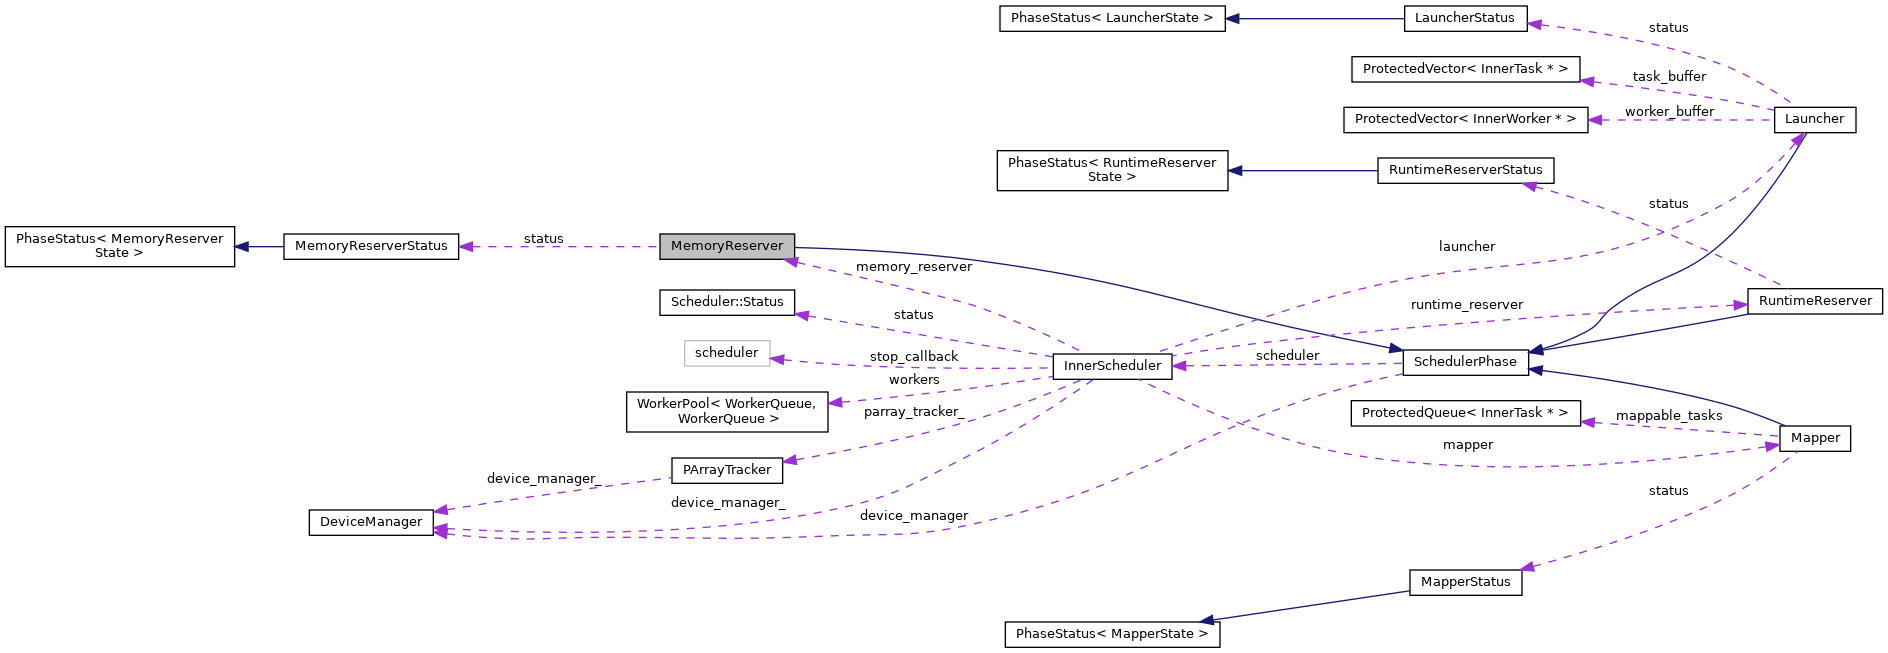 PhaseStatus< LauncherState >
LauncherStatus
status
ProtectedVector< InnerTask * >
task_buffer
ProtectedVector< InnerWorker * >
worker_buffer
Launcher
PhaseStatus< RuntimeReserver
State >
RuntimeReserverStatus
status
PhaseStatus< MemoryReserver
State >
MemoryReserverStatus
status
MemoryReserver
launcher
memory_reserver
Scheduler::Status
status
runtime_reserver
RuntimeReserver
scheduler
stop_callback
InnerScheduler
scheduler
SchedulerPhase
workers
WorkerPool< WorkerQueue,
WorkerQueue >
parray_tracker_
ProtectedQueue< InnerTask * >
mappable_tasks
Mapper
mapper
PArrayTracker
device_manager_
device_manager_
device_manager
status
DeviceManager
MapperStatus
PhaseStatus< MapperState >